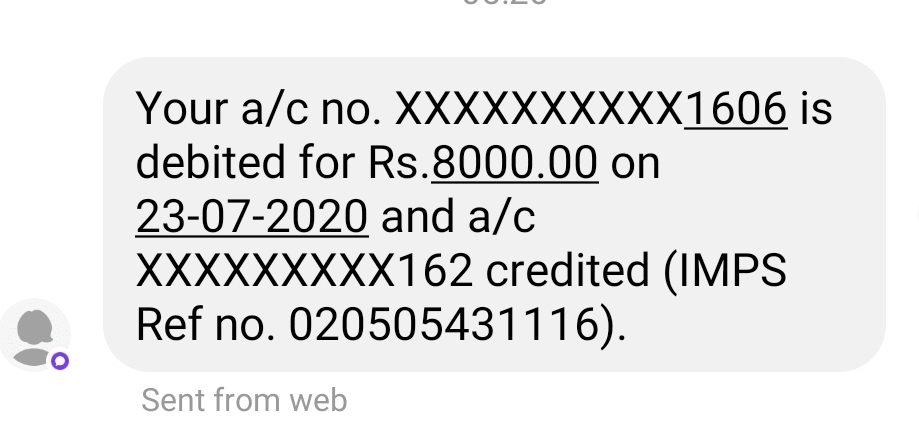 Your a/c no. XXXXXXXXXX1606 is
debited for Rs.8000.00 on
23-07-2020 and a/c
XXXXXXXXX162 credited (IMPS
Ref no. 020505431116).
Sent from web